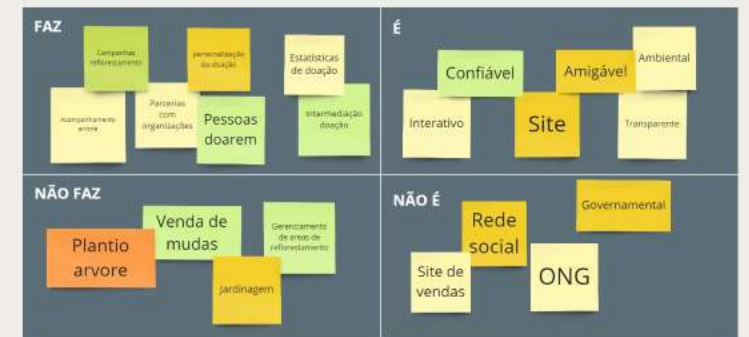 FAZ
Campanhas
reflorestamento
personalização
da doação
Estatísticas
de doação
Acompanhamento
arvore
Parcerias
com
organizações
Pessoas
doarem
Intermediação
doação
É
Confiável
Amigável
Ambiental
Interativo
Site
Transparente
NÃO FAZ
Plantio
arvore
Venda de
mudas
Jardinagem
Gerenciamento
de areas de
reflorestamento
NÃO É
Rede
social
Governamental
Site de
vendas
ONG